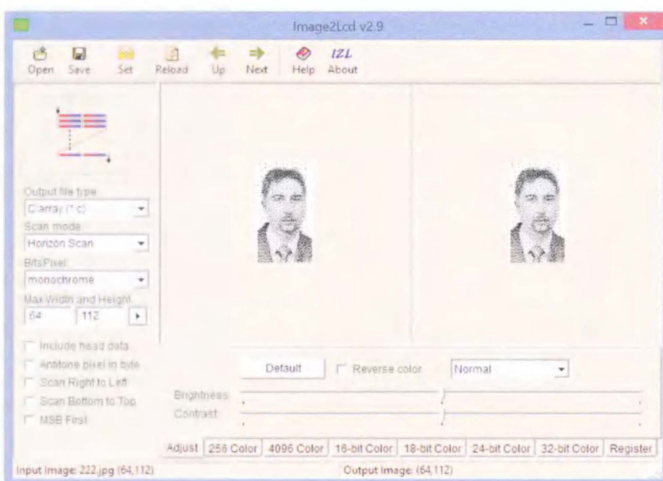 Image2Lcd v2.9
Open Save Set Reload Up Next Help About
I2L
Output file type
C array (*.c)
Scan mode
Horizon Scan
BitsPixel
monochrome
Max Width and Height
64 112
Include head data
Antitone pixel in byte
Scan Right to Left
Scan Bottom to Top
MSB First
Default Reverse color Normal
Brightness
Contrast
Adjust 256 Color 4096 Color 16-bit Color 18-bit Color 24-bit Color 32-bit Color Register
Input Image: 222.jpg (64,112) Output Image: (64,112)